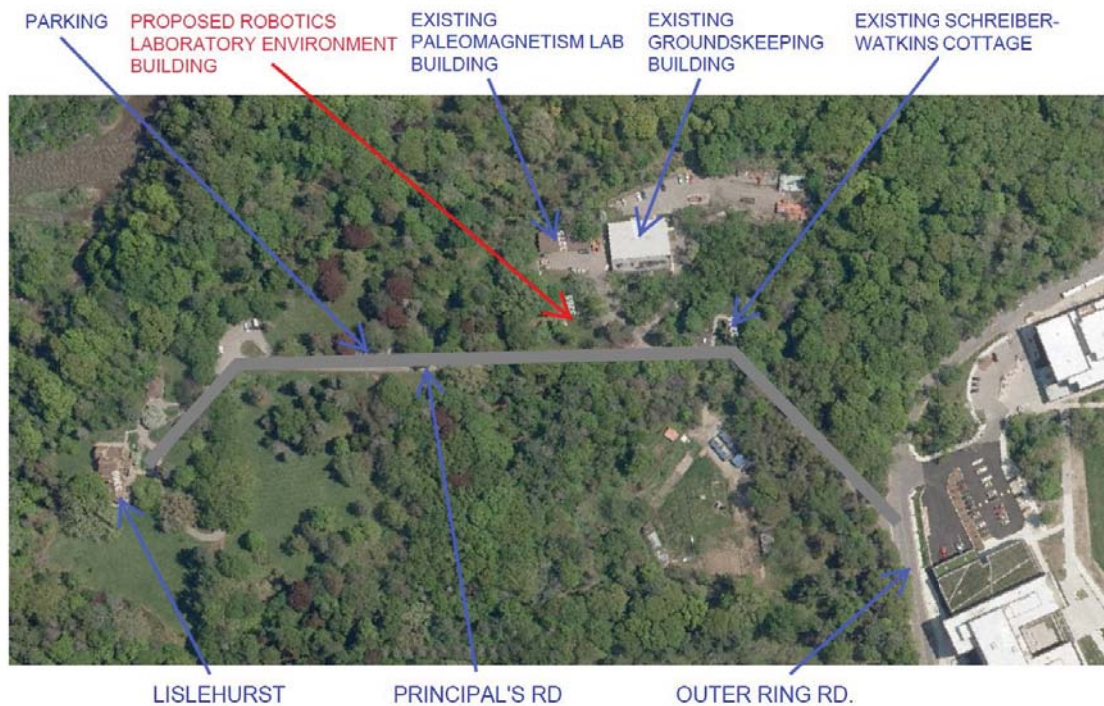 PARKING
PROPOSED ROBOTICS
LABORATORY ENVIRONMENT
BUILDING
EXISTING
PALEOMAGNETISM LAB
BUILDING
EXISTING
GROUNDSKEEPING
BUILDING
EXISTING SCHREIBER-
WATKINS COTTAGE
LISLEHURST
PRINCIPAL'S RD
OUTER RING RD.